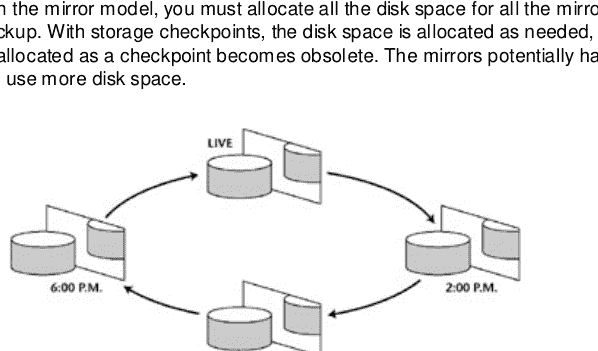 n the mirror model, you must allocate all the disk space for all the mirro
ckup. With storage checkpoints, the disk space is allocated as needed,
allocated as a checkpoint becomes obsolete. The mirrors potentially ha
use more disk space.
LIVE
6:00 P.M.
2:00 P.M.